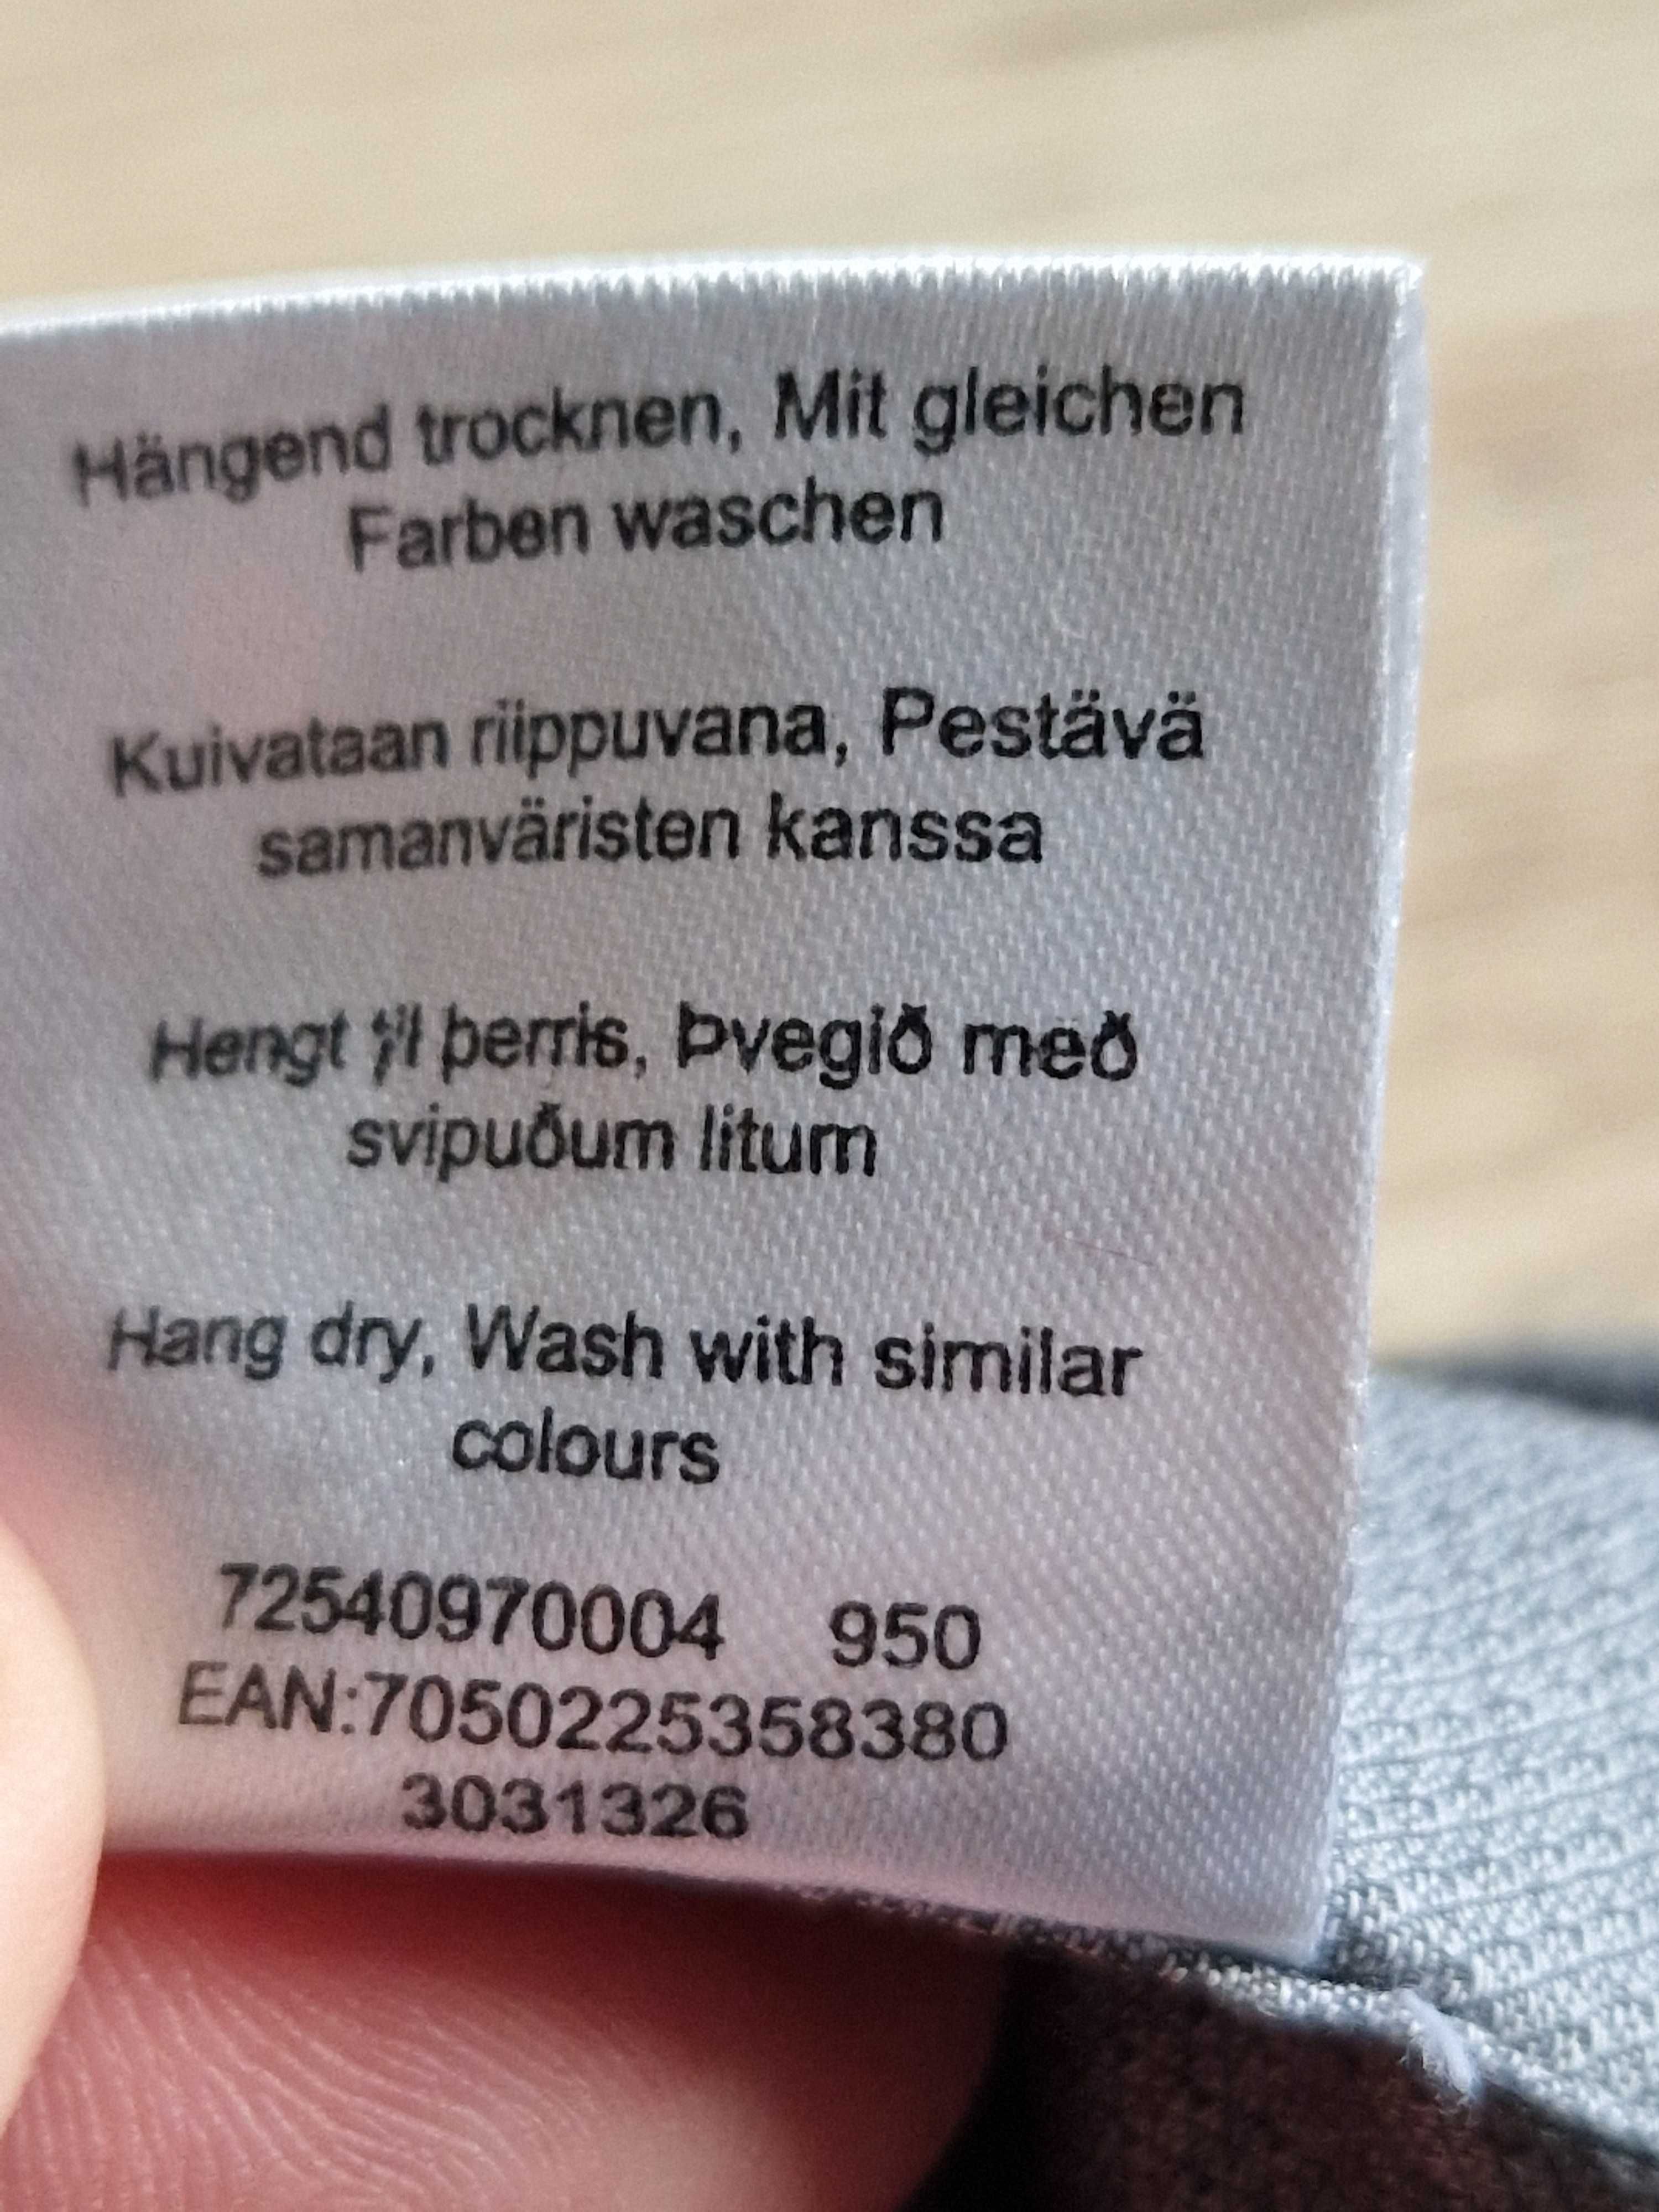 Hängend trocknen, Mit gleichen
Farben waschen
Kuivataan riippuvana, Pestävä
samanväristen kanssa
Hengt til þerris, Þvegið með
svipuðum litum
Hang dry, Wash with similar
colours
72540970004 950
EAN:7050225358380
3031326